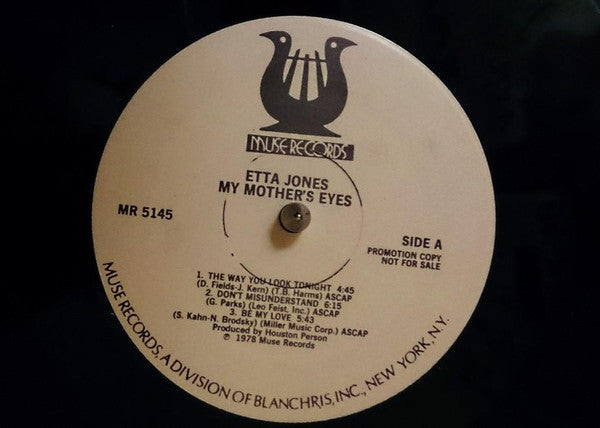 MUSE RECORDS
ETTA JONES
MY MOTHER'S EYES
MR 5145
SIDE A
PROMOTION COPY
NOT FOR SALE
1. THE WAY YOU LOOK TONIGHT 4:45
(D. Fields-J. Kern) (T.B. Harms) ASCAP
2. DON'T MISUNDERSTAND 6:15
(G. Parks) (Leo Feist, Inc.) ASCAP
3. BE MY LOVE 5:43
(S. Kahn-N. Brodsky) (Miller Music Corp.) ASCAP
Produced by Houston Person
℗ 1978 Muse Records
MUSE RECORDS, A DIVISION OF BLANCHRIS, INC., NEW YORK, N.Y.